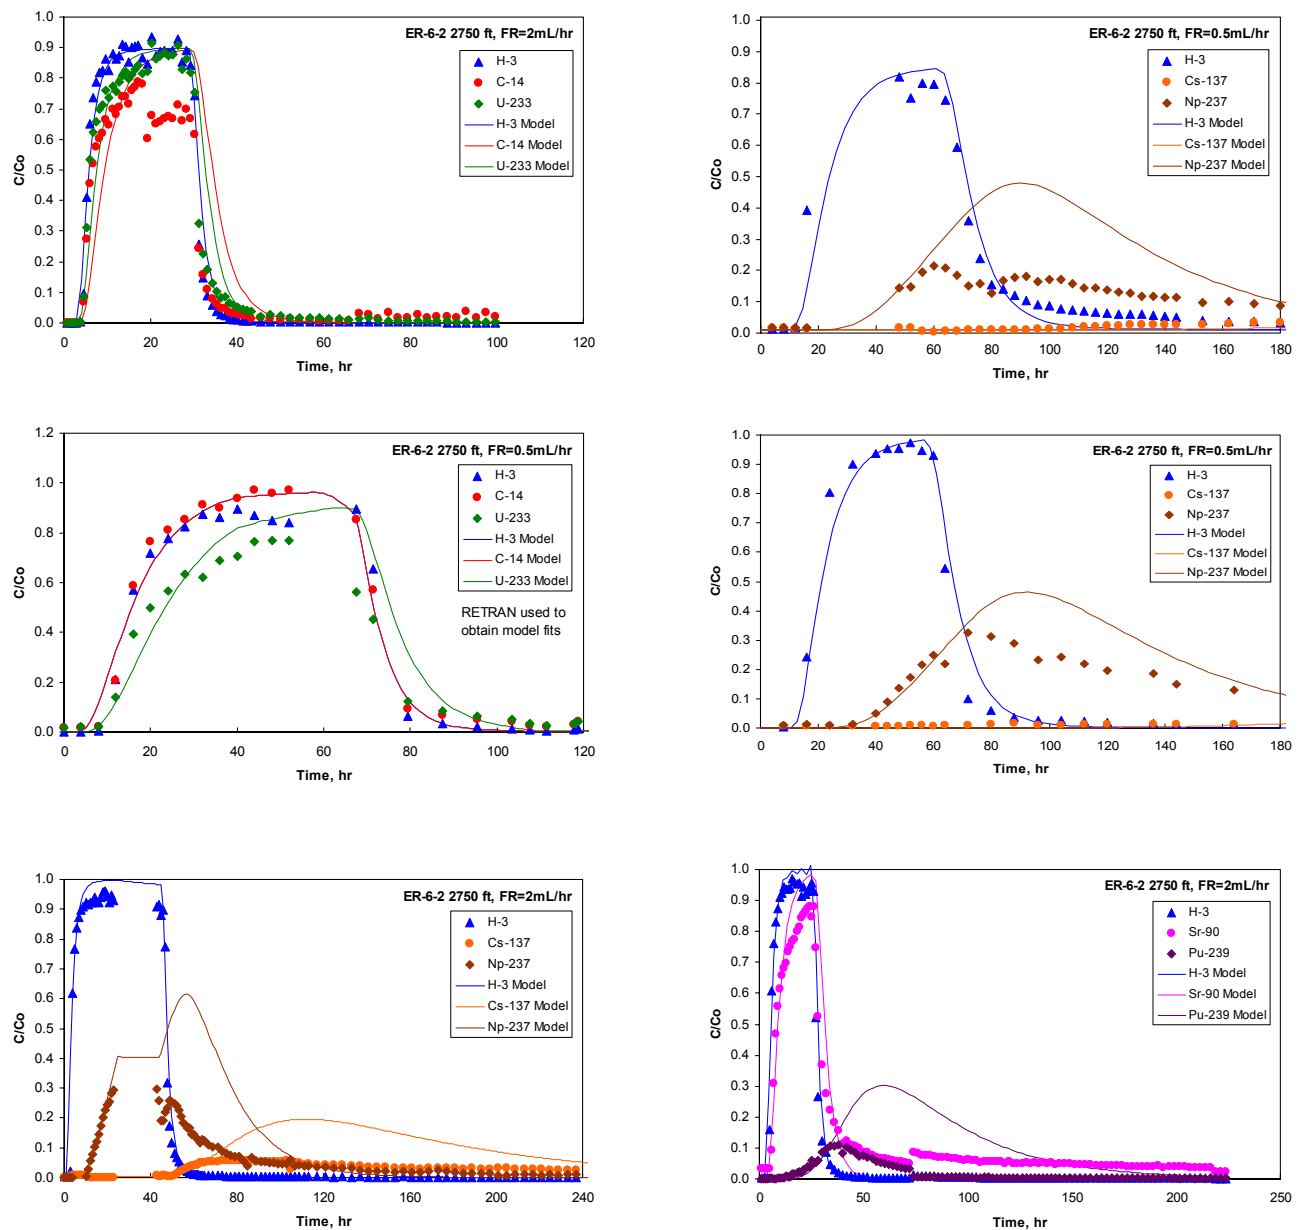 ER-6-2 2750 ft, FR=2mL/hr
H-3
C-14
U-233
H-3 Model
C-14 Model
U-233 Model
C/Co
1.0
0.9
0.8
0.7
0.6
0.5
0.4
0.3
0.2
0.1
0.0
0 20 40 60 80 100 120
Time, hr
ER-6-2 2750 ft, FR=0.5mL/hr
H-3
Cs-137
Np-237
H-3 Model
Cs-137 Model
Np-237 Model
C/Co
1.0
0.9
0.8
0.7
0.6
0.5
0.4
0.3
0.2
0.1
0.0
0 20 40 60 80 100 120 140 160 180
Time, hr
ER-6-2 2750 ft, FR=0.5mL/hr
H-3
C-14
U-233
H-3 Model
C-14 Model
U-233 Model
RETRAN used to
obtain model fits
C/Co
1.2
1.0
0.8
0.6
0.4
0.2
0.0
0 20 40 60 80 100 120
Time, hr
ER-6-2 2750 ft, FR=0.5mL/hr
H-3
Cs-137
Np-237
H-3 Model
Cs-137 Model
Np-237 Model
C/Co
1.0
0.9
0.8
0.7
0.6
0.5
0.4
0.3
0.2
0.1
0.0
0 20 40 60 80 100 120 140 160 180
Time, hr
ER-6-2 2750 ft, FR=2mL/hr
H-3
Cs-137
Np-237
H-3 Model
Cs-137 Model
Np-237 Model
C/Co
1.0
0.9
0.8
0.7
0.6
0.5
0.4
0.3
0.2
0.1
0.0
0 40 80 120 160 200 240
Time, hr
ER-6-2 2750 ft, FR=2mL/hr
H-3
Sr-90
Pu-239
H-3 Model
Sr-90 Model
Pu-239 Model
C/Co
1.0
0.9
0.8
0.7
0.6
0.5
0.4
0.3
0.2
0.1
0.0
0 50 100 150 200 250
Time, hr